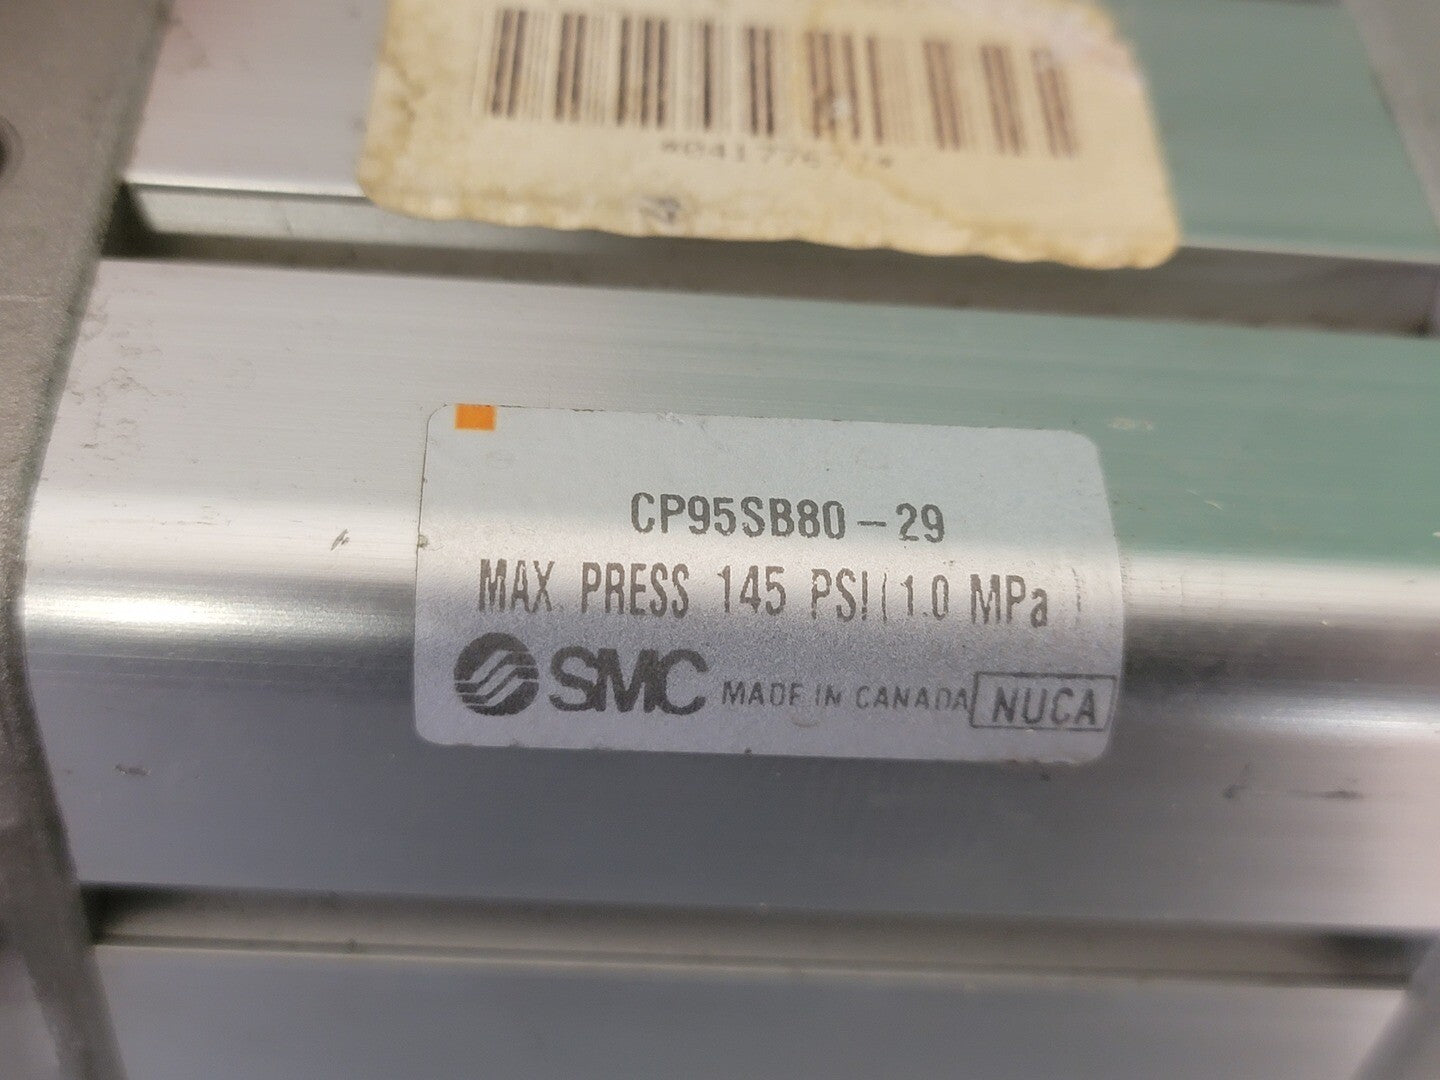 CP95SB80-29
MAX. PRESS 145 PSI (1.0 MPa)
SMC MADE IN CANADA NUCA